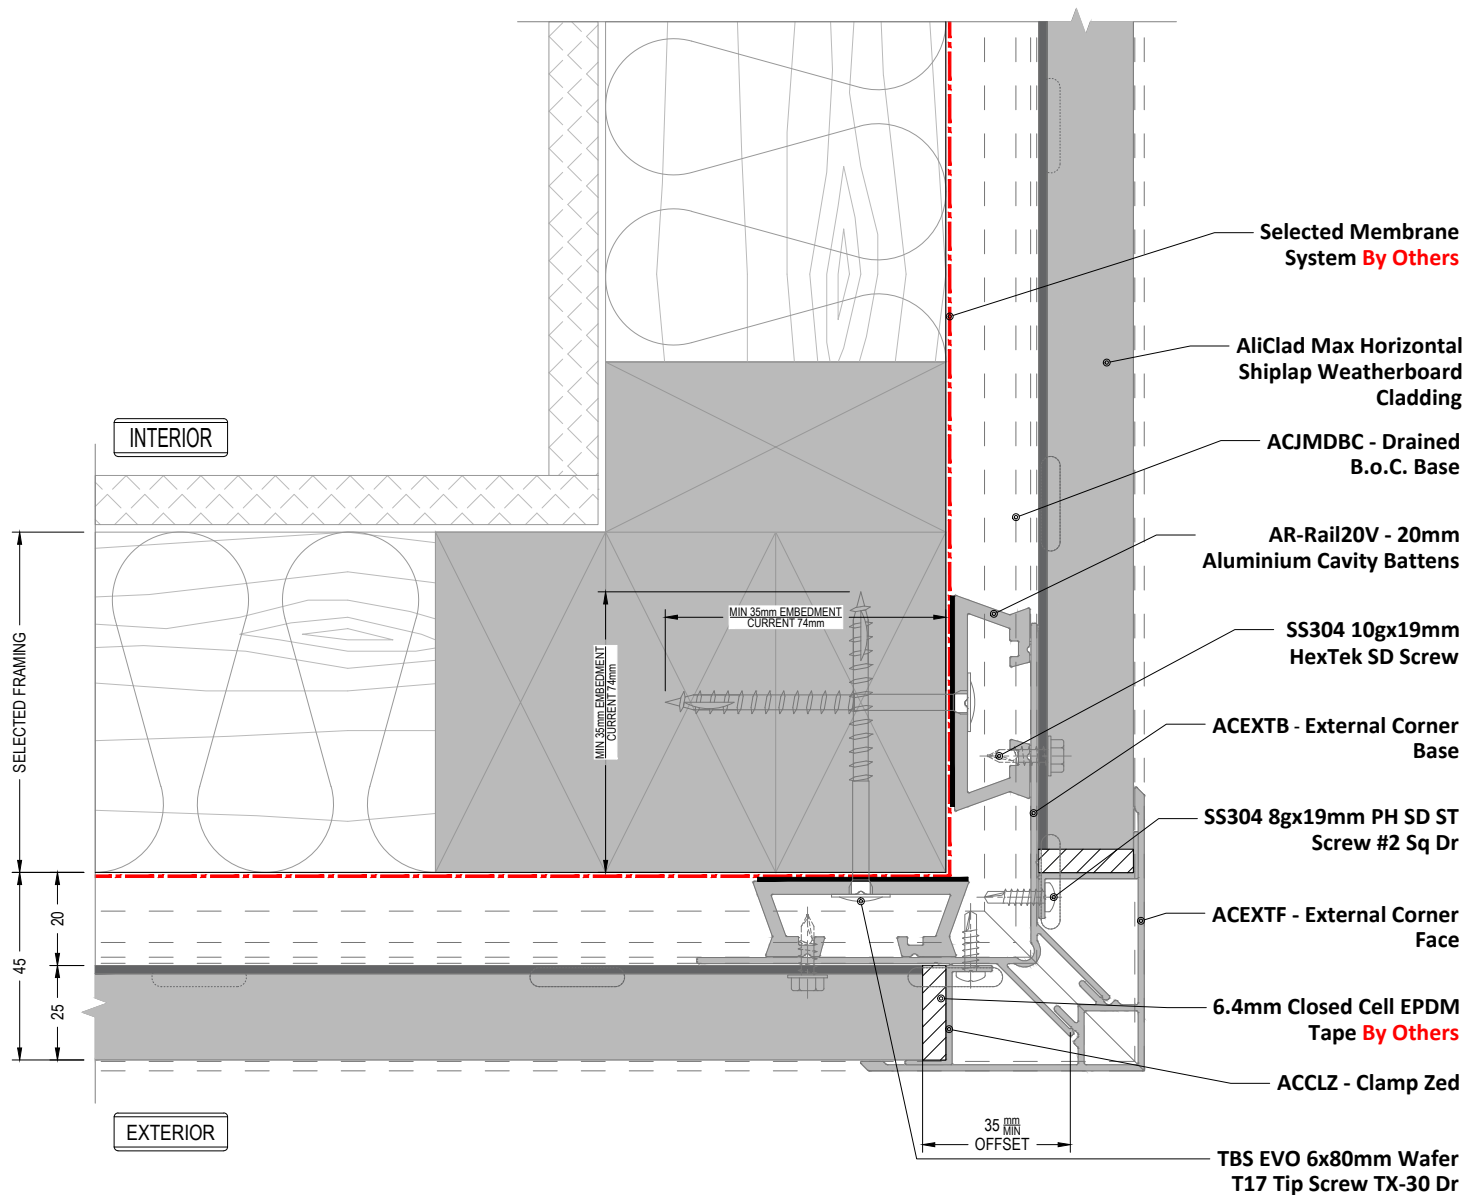 Selected Membrane
System By Others
AliClad Max Horizontal
Shiplap Weatherboard
Cladding
INTERIOR
ACJMDBC - Drained
B.o.C. Base
AR-Rail20V - 20mm
Aluminium Cavity Battens
MIN 35mm EMBEDMENT
CURRENT 74mm
SS304 10gx19mm
HexTek SD Screw
SELECTED FRAMING
MIN 35mm EMBEDMENT
CURRENT 74mm
ACEXTB - External Corner
Base
SS304 8gx19mm PH SD ST
Screw #2 Sq Dr
20
ACEXTF - External Corner
Face
45
25
6.4mm Closed Cell EPDM
Tape By Others
ACCLZ - Clamp Zed
EXTERIOR
35 mm MIN
OFFSET
TBS EVO 6x80mm Wafer
T17 Tip Screw TX-30 Dr